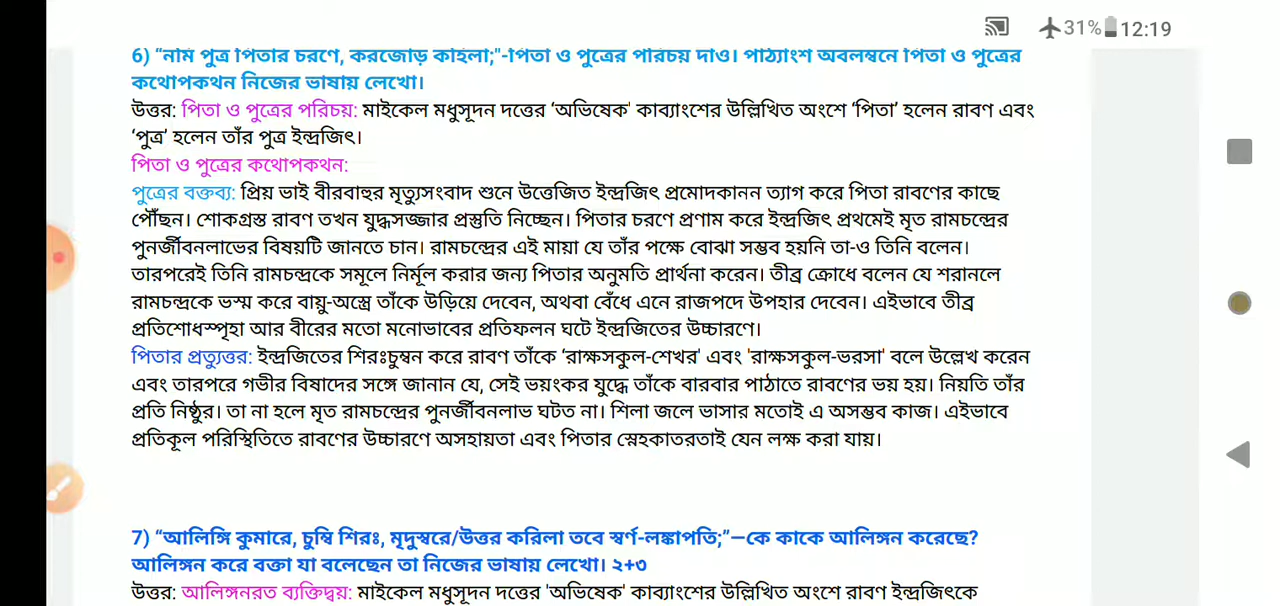 31% 12:19
6) “নমি পুত্র পিতার চরণে, করজোড়ে কহিলা;”-পিতা ও পুত্রের পরিচয় দাও। পাঠ্যাংশ অবলম্বনে পিতা ও পুত্রের
কথোপকথন নিজের ভাষায় লেখো।
উত্তর: পিতা ও পুত্রের পরিচয়: মাইকেল মধুসূদন দত্তের ‘অভিষেক' কাব্যাংশের উল্লিখিত অংশে ‘পিতা’ হলেন রাবণ এবং
‘পুত্র’ হলেন তাঁর পুত্র ইন্দ্রজিৎ।
পিতা ও পুত্রের কথোপকথন:
পুত্রের বক্তব্য: প্রিয় ভাই বীরবাহুর মৃত্যুসংবাদ শুনে উত্তেজিত ইন্দ্রজিৎ প্রমোদকানন ত্যাগ করে পিতা রাবণের কাছে
পৌঁছন। শোকগ্রস্ত রাবণ তখন যুদ্ধসজ্জার প্রস্তুতি নিচ্ছেন। পিতার চরণে প্রণাম করে ইন্দ্রজিৎ প্রথমেই মৃত রামচন্দ্রের
পুনর্জীবনলাভের বিষয়টি জানতে চান। রামচন্দ্রের এই মায়া যে তাঁর পক্ষে বোঝা সম্ভব হয়নি তা-ও তিনি বলেন।
তারপরেই তিনি রামচন্দ্রকে সমূলে নির্মূল করার জন্য পিতার অনুমতি প্রার্থনা করেন। তীব্র ক্রোধে বলেন যে শরানলে
রামচন্দ্রকে ভস্ম করে বায়ু-অস্ত্রে তাঁকে উড়িয়ে দেবেন, অথবা বেঁধে এনে রাজপদে উপহার দেবেন। এইভাবে তীব্র
প্রতিশোধস্পৃহা আর বীরের মতো মনোভাবের প্রতিফলন ঘটে ইন্দ্রজিতের উচ্চারণে।
পিতার প্রত্যুত্তর: ইন্দ্রজিতের শিরঃচুম্বন করে রাবণ তাঁকে ‘রাক্ষসকুল-শেখর' এবং 'রাক্ষসকুল-ভরসা' বলে উল্লেখ করেন
এবং তারপরে গভীর বিষাদের সঙ্গে জানান যে, সেই ভয়ংকর যুদ্ধে তাঁকে বারবার পাঠাতে রাবণের ভয় হয়। নিয়তি তাঁর
প্রতি নিষ্ঠুর। তা না হলে মৃত রামচন্দ্রের পুনর্জীবনলাভ ঘটত না। শিলা জলে ভাসার মতোই এ অসম্ভব কাজ। এইভাবে
প্রতিকূল পরিস্থিতিতে রাবণের উচ্চারণে অসহায়তা এবং পিতার স্নেহকাতরতাই যেন লক্ষ করা যায়।
7) “আলিঙ্গি কুমারে, চুম্বি শিরঃ, মৃদুস্বরে/উত্তর করিলা তবে স্বর্ণ-লঙ্কাপতি;”—কে কাকে আলিঙ্গন করেছে?
আলিঙ্গন করে বক্তা যা বলেছেন তা নিজের ভাষায় লেখো। ২+৩
উত্তর: আলিঙ্গনরত ব্যক্তিদ্বয়: মাইকেল মধুসূদন দত্তের 'অভিষেক' কাব্যাংশের উল্লিখিত অংশে রাবণ ইন্দ্রজিৎকে